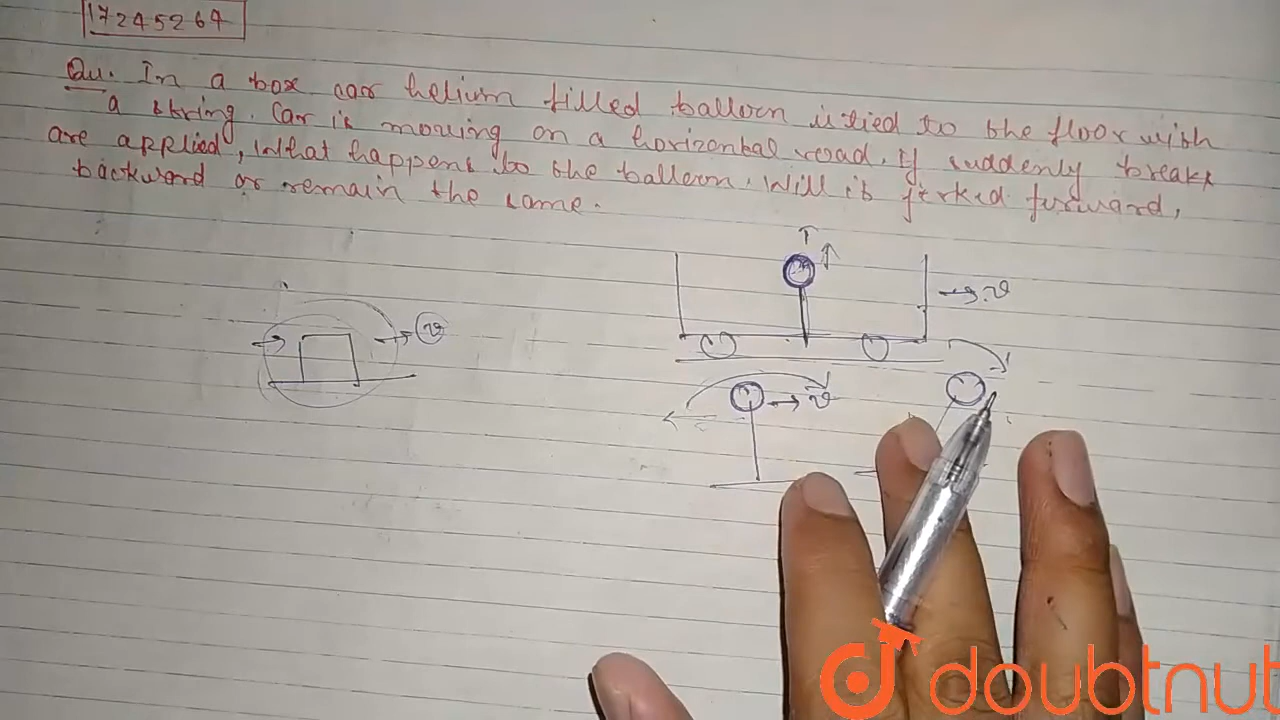 17245264
Qu. In a box car helium filled balloon is tied to the floor with
a string. Car is moving on a horizontal road. If suddenly breaks
are applied, What happens to the balloon. Will it jerked forward,
backward or remain the same.
→ v
→ v
→ v
doubtnut